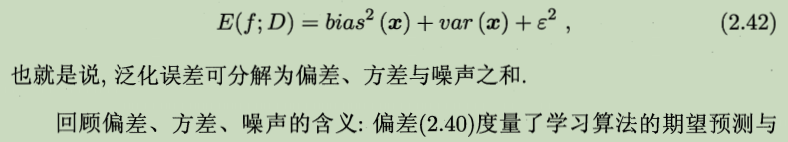 E(f;D) = bias² (x) + var (x) + ε² , (2.42)
也就是说, 泛化误差可分解为偏差、方差与噪声之和.
回顾偏差、方差、噪声的含义: 偏差(2.40)度量了学习算法的期望预测与